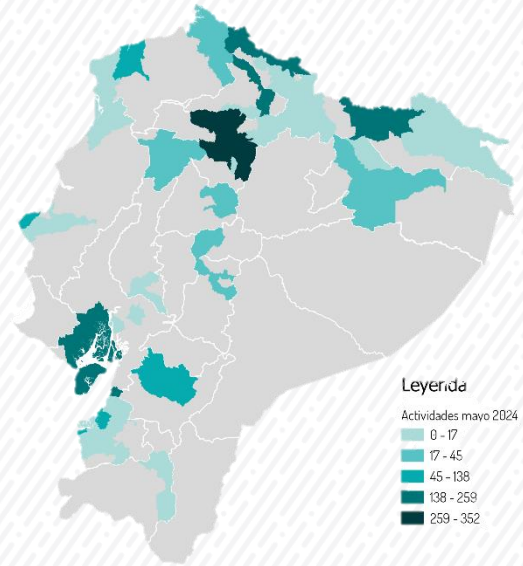 Leyenda
Actividades mayo 2024
0 - 17
17 - 45
45 - 138
138 - 259
259 - 352